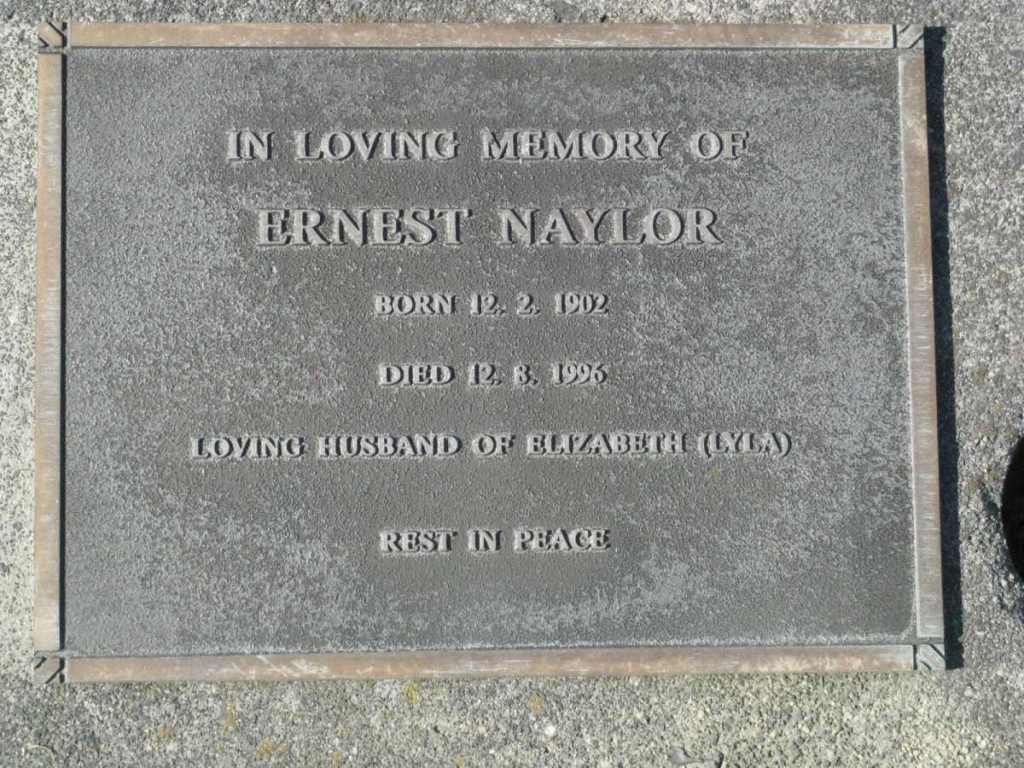 IN LOVING MEMORY OF
ERNEST NAYLOR
BORN 12. 2. 1902
DIED 12. 8. 1996
LOVING HUSBAND OF ELIZABETH (LYLA)
REST IN PEACE